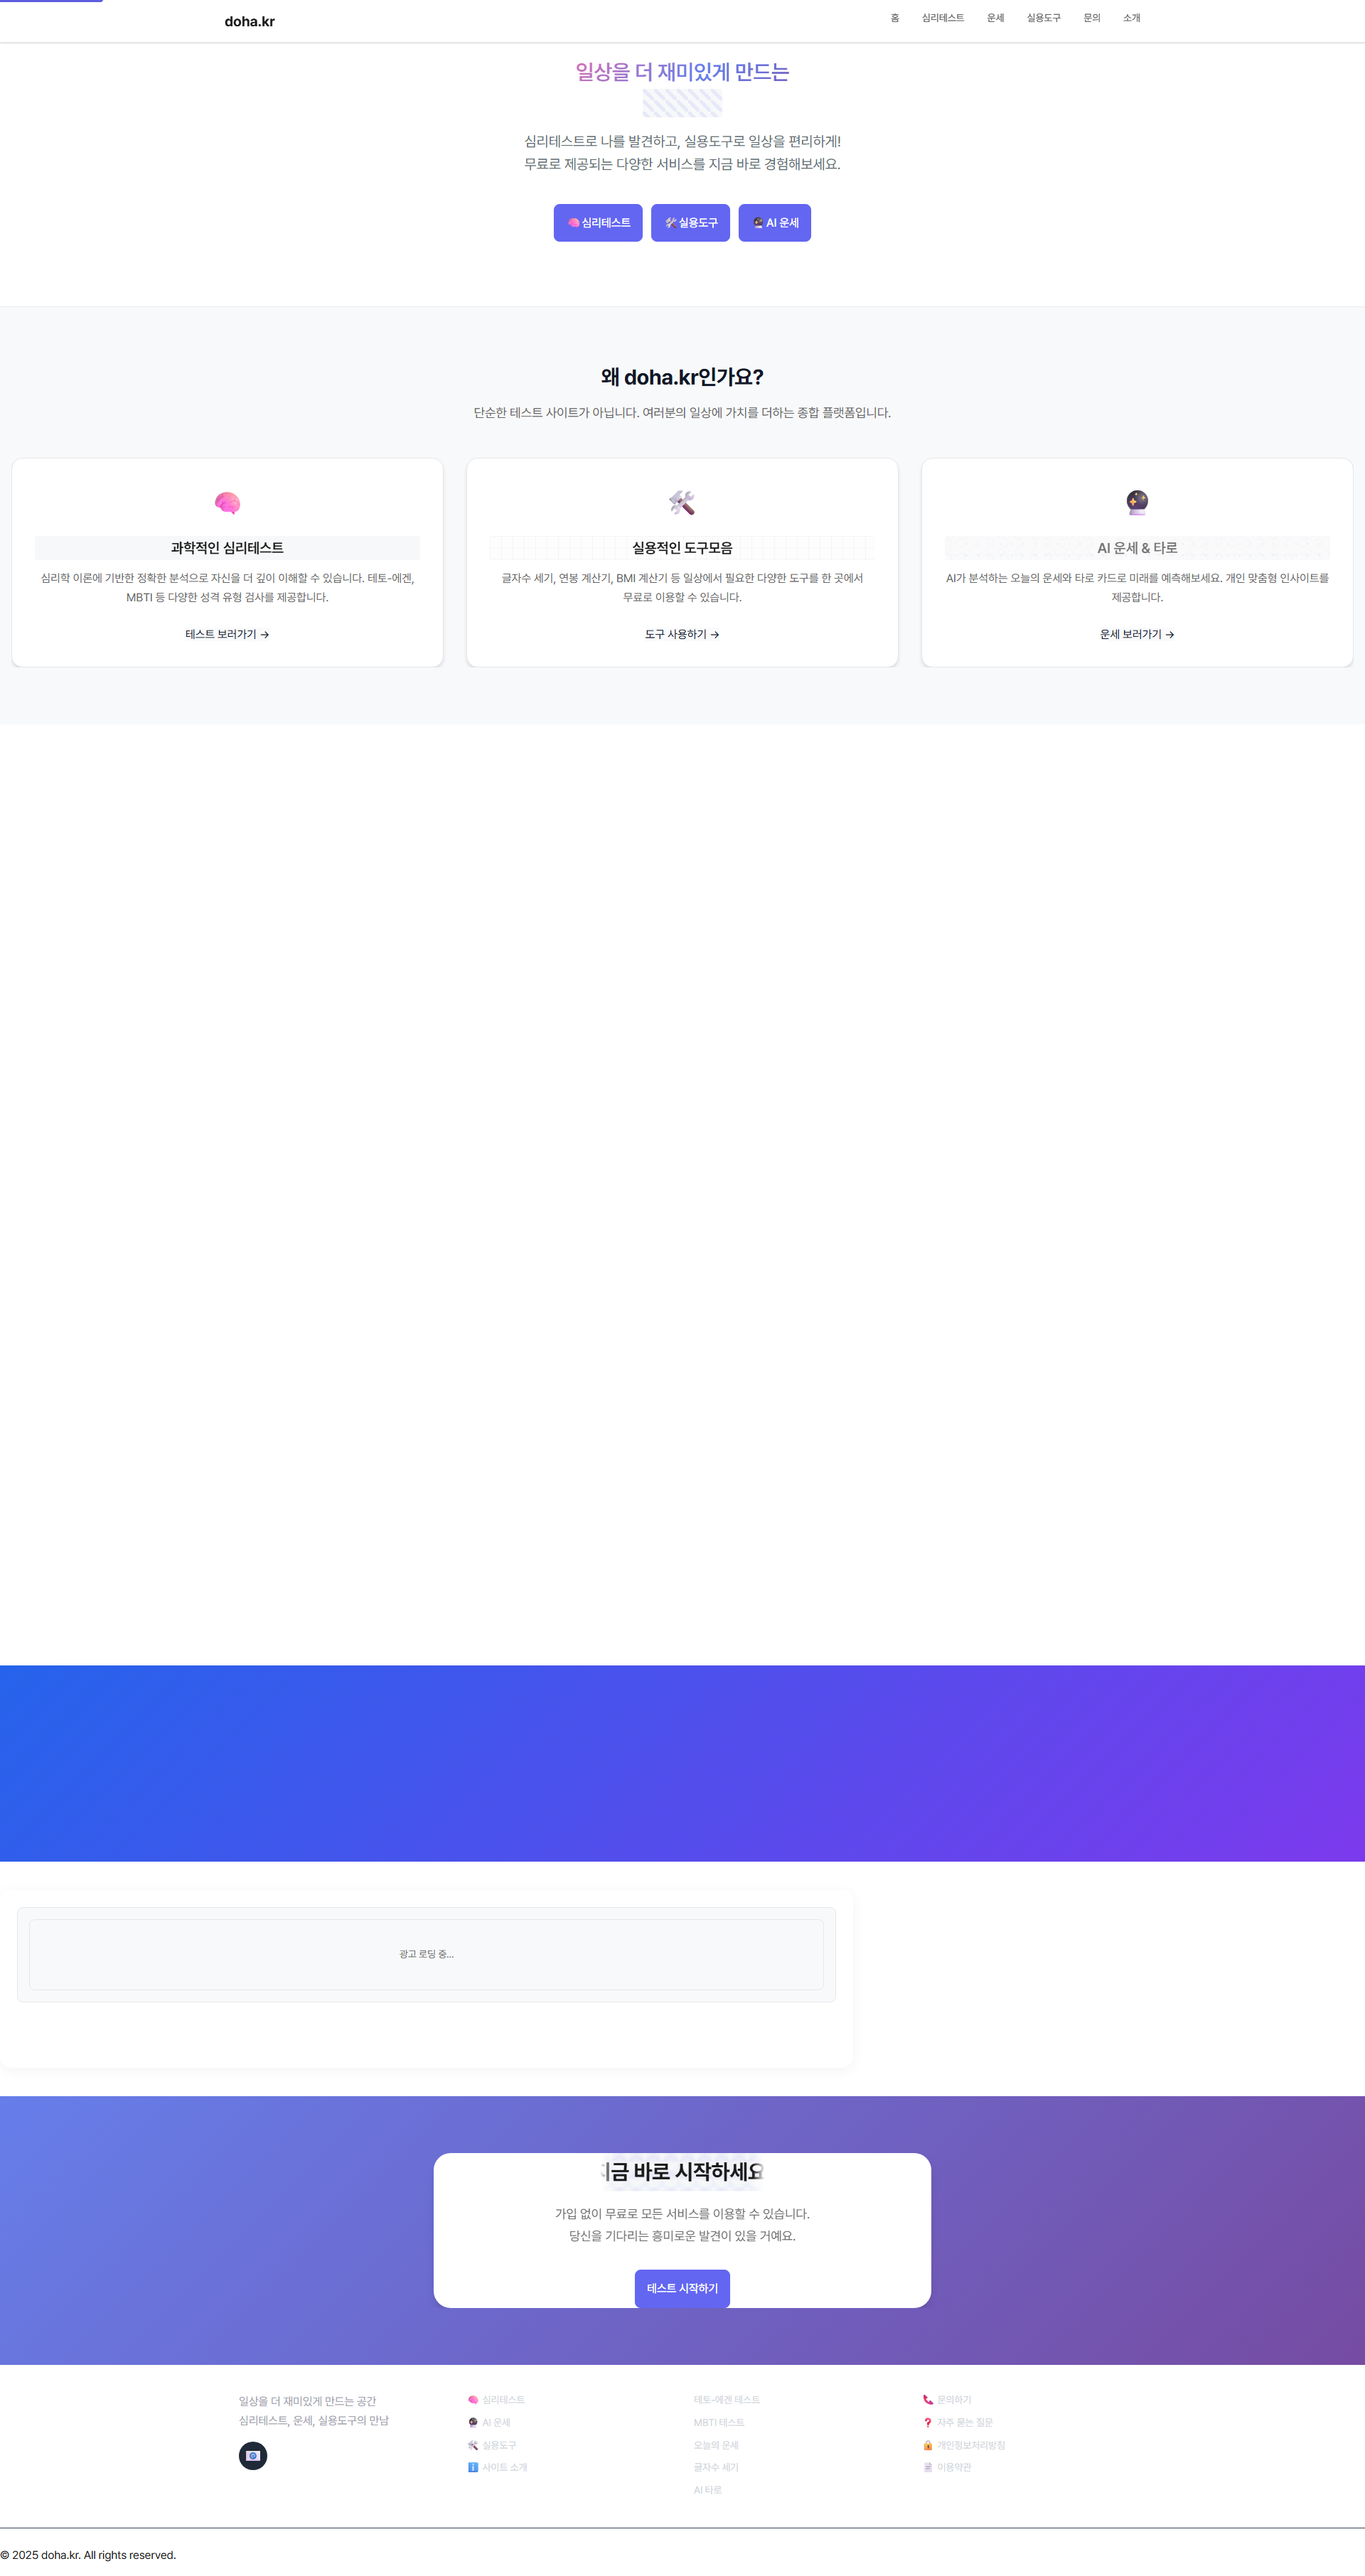 doha.kr
홈 심리테스트 운세 실용도구 문의 소개
일상을 더 재미있게 만드는
심리테스트로 나를 발견하고, 실용도구로 일상을 편리하게!
무료로 제공되는 다양한 서비스를 지금 바로 경험해보세요.
심리테스트 실용도구 AI 운세
왜 doha.kr인가요?
단순한 테스트 사이트가 아닙니다. 여러분의 일상에 가치를 더하는 종합 플랫폼입니다.
과학적인 심리테스트
심리학 이론에 기반한 정확한 분석으로 자신을 더 깊이 이해할 수 있습니다. 테토-에겐,
MBTI 등 다양한 성격 유형 검사를 제공합니다.
테스트 보러가기 →
실용적인 도구모음
글자수 세기, 연봉 계산기, BMI 계산기 등 일상에서 필요한 다양한 도구를 한 곳에서
무료로 이용할 수 있습니다.
도구 사용하기 →
AI 운세 & 타로
AI가 분석하는 오늘의 운세와 타로 카드로 미래를 예측해보세요. 개인 맞춤형 인사이트를
제공합니다.
운세 보러가기 →
광고 로딩 중...
바로 시작하세요
가입 없이 무료로 모든 서비스를 이용할 수 있습니다.
당신을 기다리는 흥미로운 발견이 있을 거예요.
테스트 시작하기
일상을 더 재미있게 만드는 공간
심리테스트, 운세, 실용도구의 만남
심리테스트
AI 운세
실용도구
사이트 소개
테토-에겐 테스트
MBTI 테스트
오늘의 운세
글자수 세기
AI 타로
문의하기
자주 묻는 질문
개인정보처리방침
이용약관
© 2025 doha.kr. All rights reserved.